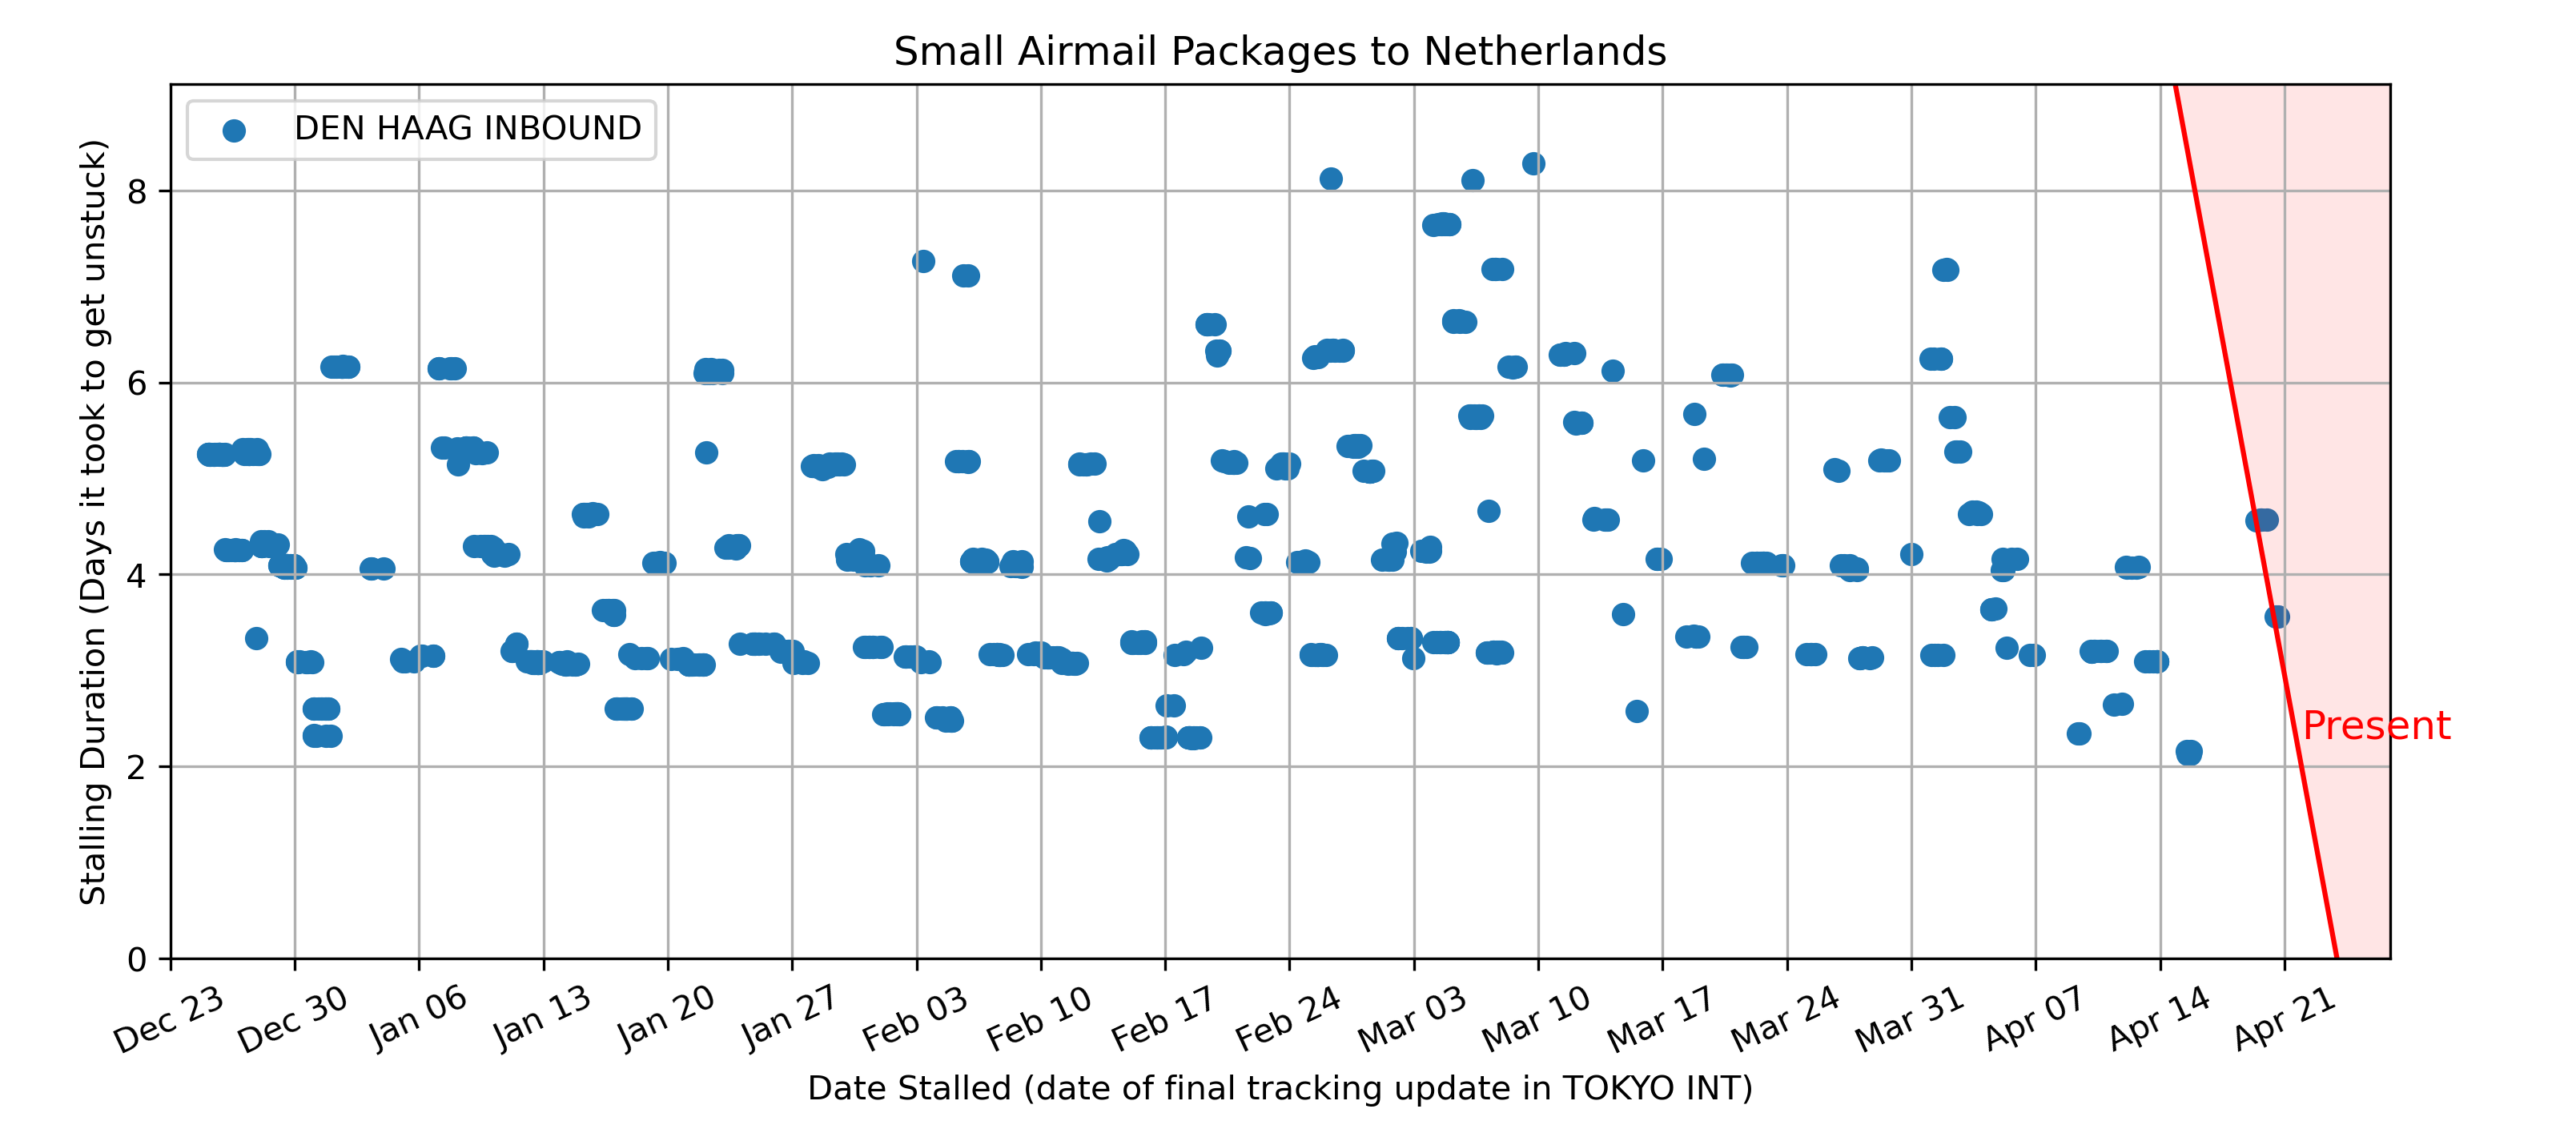 Small Airmail Packages to Netherlands
DEN HAAG INBOUND
Stalling Duration (Days it took to get unstuck)
8
6
4
2
0
Present
Dec 23
Dec 30
Jan 06
Jan 13
Jan 20
Jan 27
Feb 03
Feb 10
Feb 17
Feb 24
Mar 03
Mar 10
Mar 17
Mar 24
Mar 31
Apr 07
Apr 14
Apr 21
Date Stalled (date of final tracking update in TOKYO INT)